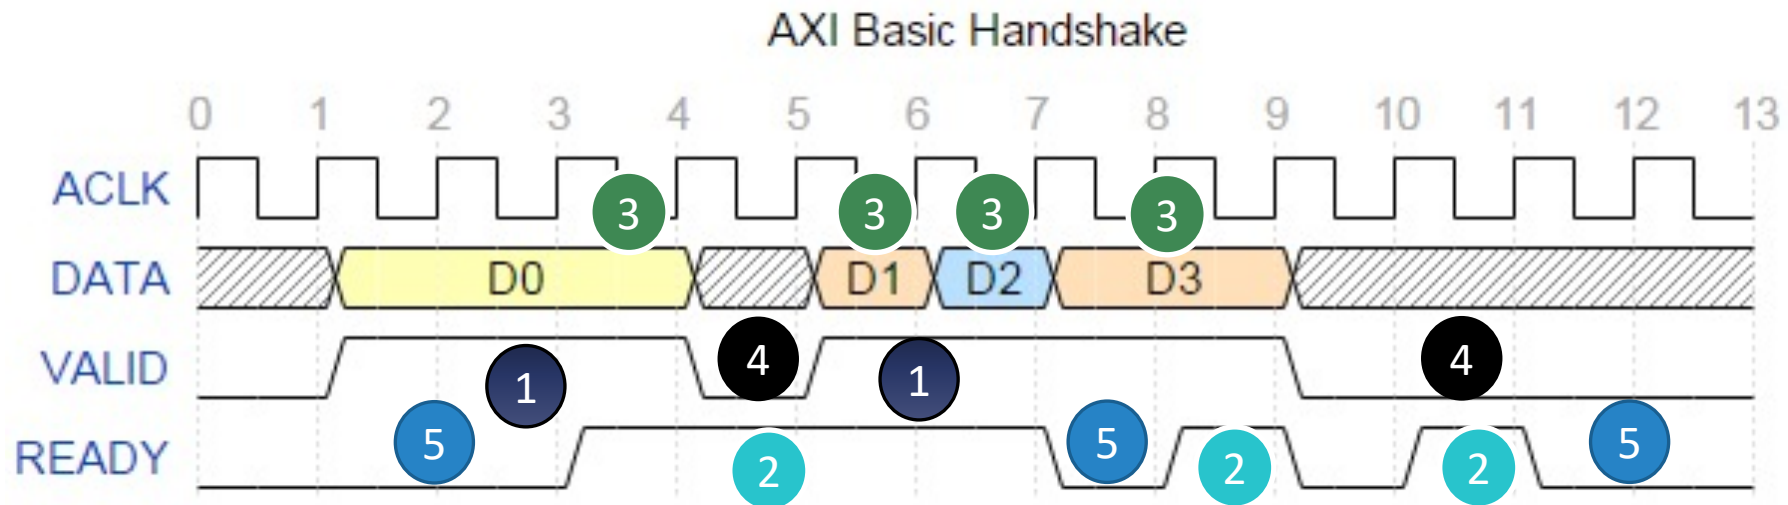 AXI Basic Handshake
0 1 2 3 4 5 6 7 8 9 10 11 12 13
ACLK
3 3 3 3
DATA D0 D1 D2 D3
VALID 1 4 1 4
READY 5 2 5 2 2 5